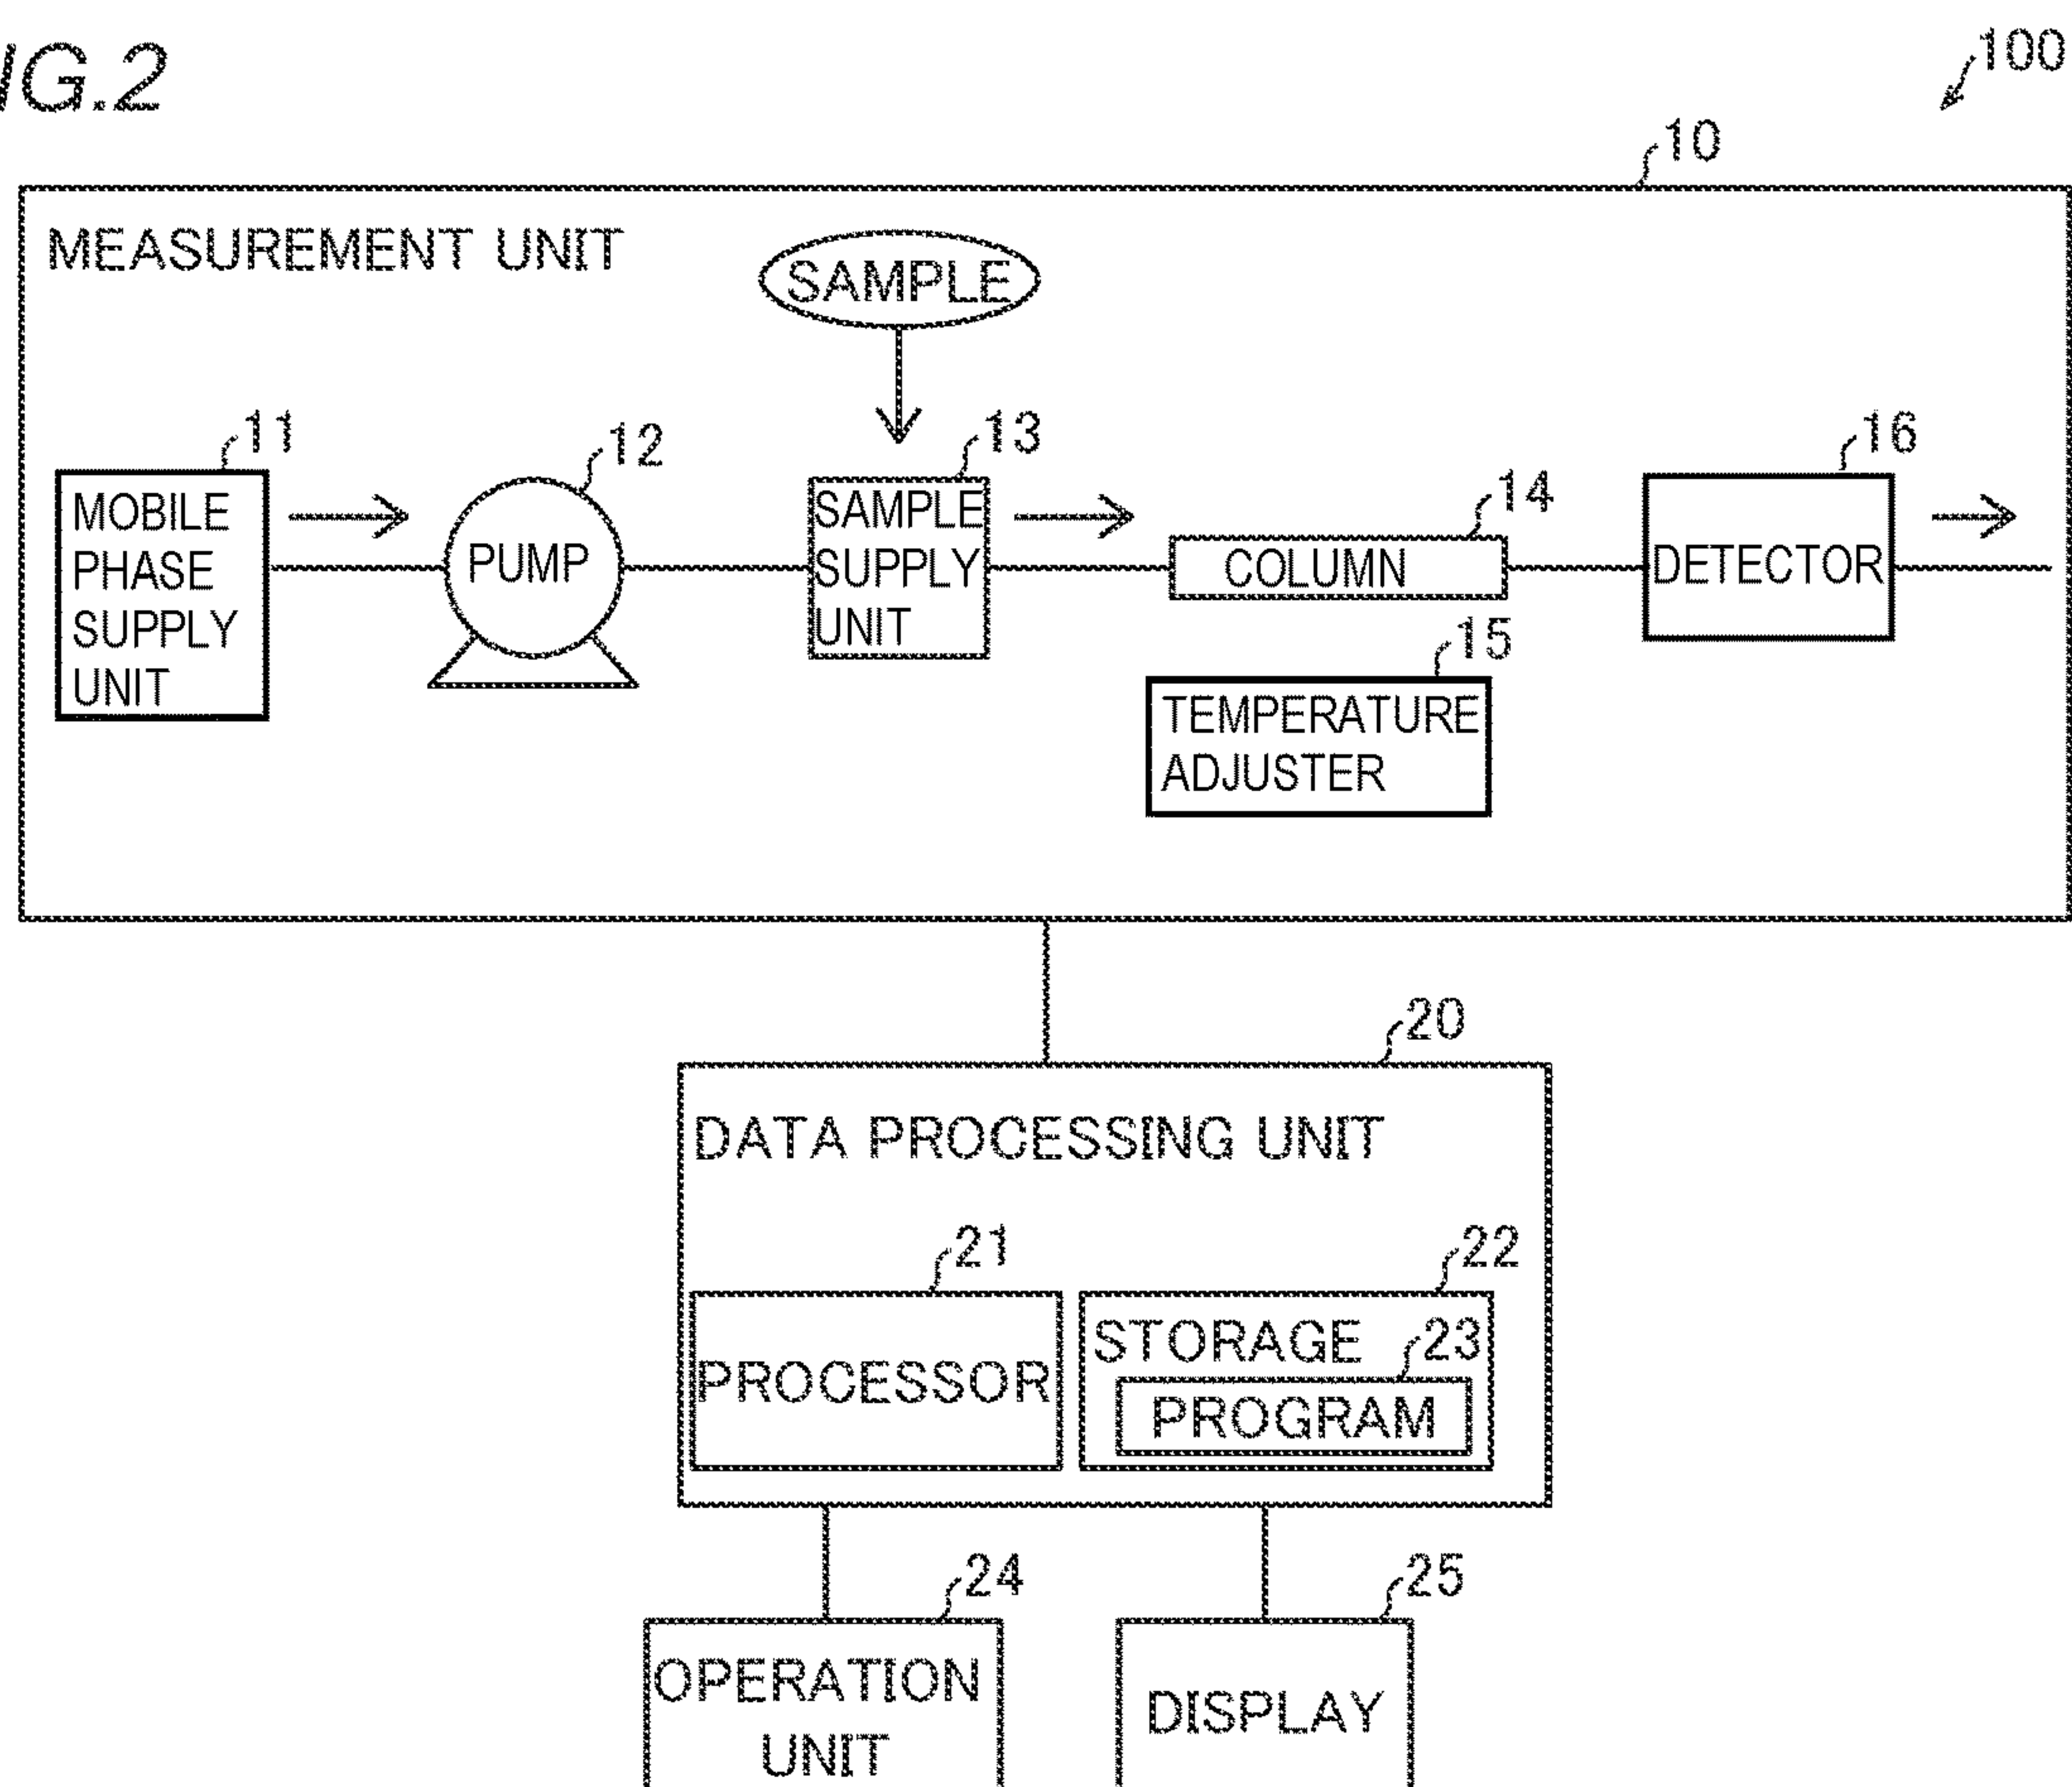 IG.2
100
10
MEASUREMENT UNIT
SAMPLE
11
12
13
14
16
MOBILE
PHASE
SUPPLY
UNIT
PUMP
SAMPLE
SUPPLY
UNIT
COLUMN
DETECTOR
15
TEMPERATURE
ADJUSTER
20
DATA PROCESSING UNIT
21
22
PROCESSOR
STORAGE
23
PROGRAM
24
25
OPERATION
UNIT
DISPLAY